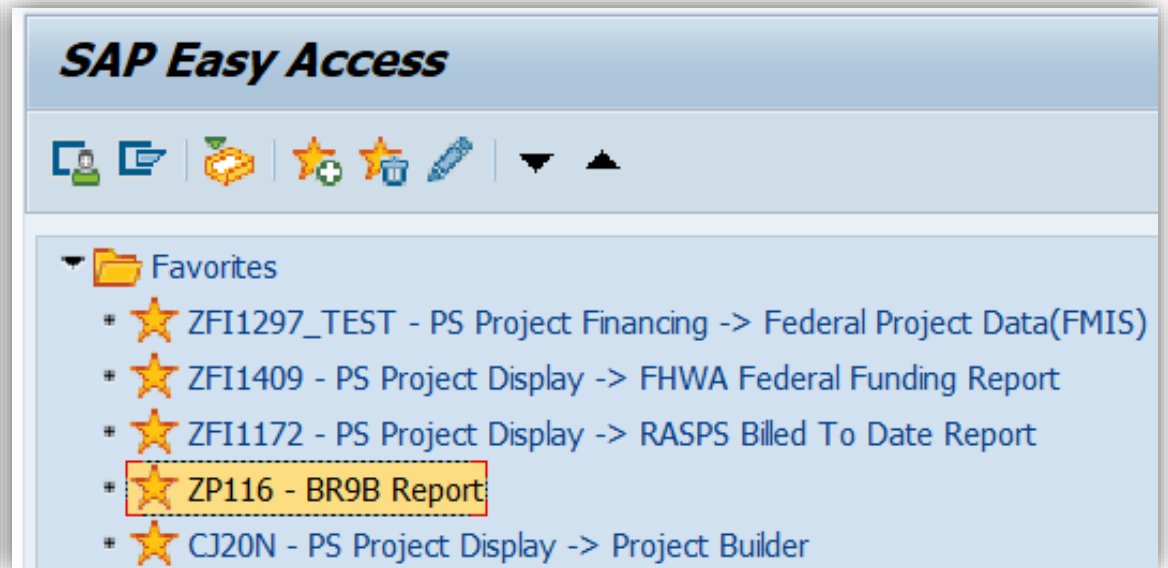 SAP Easy Access
Favorites
ZFI1297_TEST - PS Project Financing -> Federal Project Data(FMIS)
ZFI1409 - PS Project Display -> FHWA Federal Funding Report
ZFI1172 - PS Project Display -> RASPS Billed To Date Report
ZP116 - BR9B Report
CJ20N - PS Project Display -> Project Builder